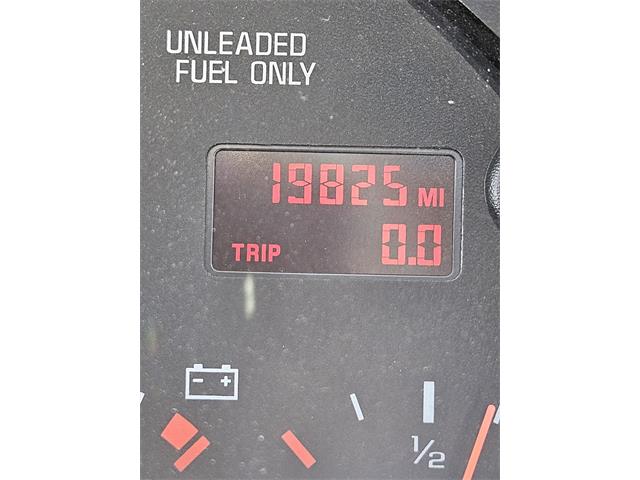 UNLEADED
FUEL ONLY
19825 MI
TRIP 0.0
- +
1/2